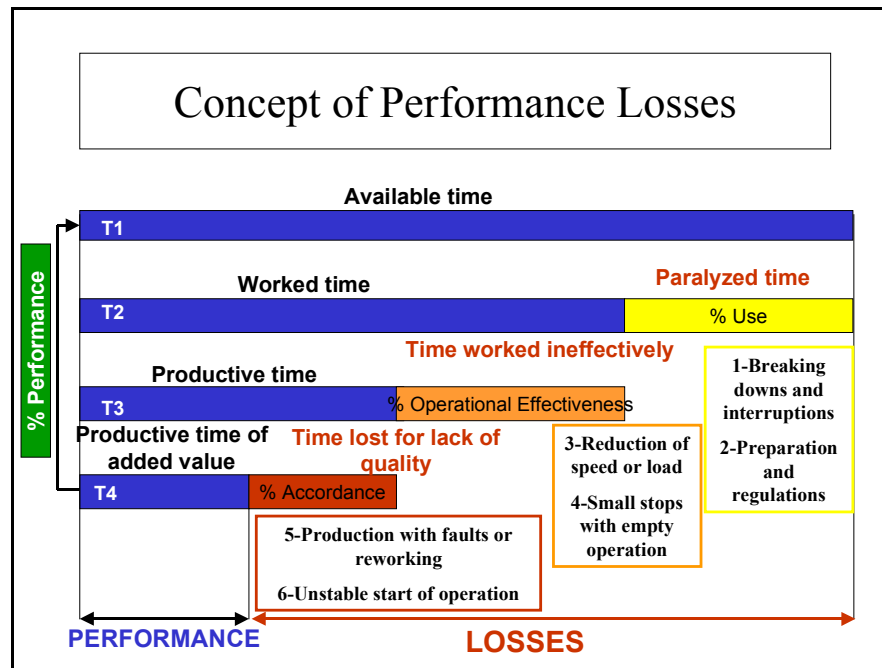 Concept of Performance Losses
Available time
T1
% Performance
Worked time
Paralyzed time
T2
% Use
Time worked ineffectively
Productive time
T3
% Operational Effectiveness
1-Breaking
downs and
interruptions
2-Preparation
and
regulations
Productive time of
added value
Time lost for lack of
quality
T4
% Accordance
3-Reduction of
speed or load
4-Small stops
with empty
operation
5-Production with faults or
reworking
6-Unstable start of operation
PERFORMANCE
LOSSES